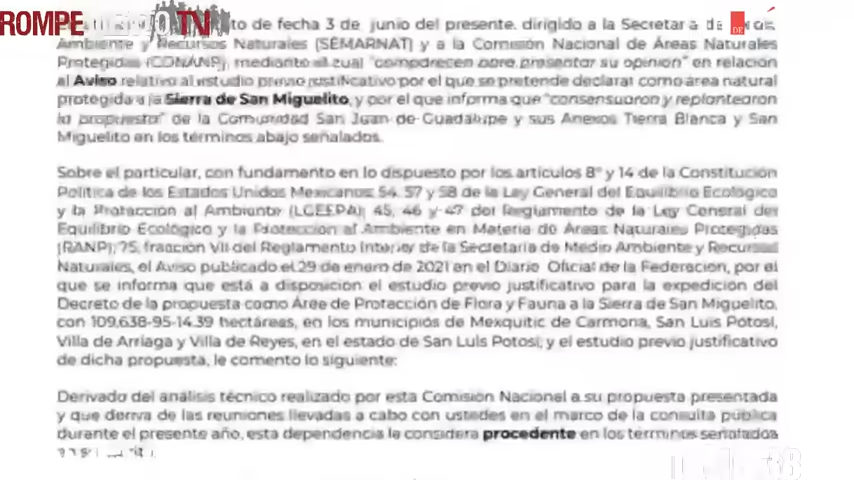 ROMPE TV
to de fecha 3 de junio del presente, dirigido a la Secretaría de
DE
Ambiente y Recursos Naturales (SEMARNAT) y a la Comisión Nacional de Áreas Naturales
Protegidas (CONANP), mediante el cual "comparecen para presentar su opinión" en relación
al Aviso relativo al estudio previo justificativo por el que se pretende declarar como área natural
protegida a la Sierra de San Miguelito, y por el que informa que "consensuaron y replantearon
la propuesta" de la Comunidad San Juan de Guadalupe y sus Anexos Tierra Blanca y San
Miguelito en los términos abajo señalados.
Sobre el particular, con fundamento en lo dispuesto por los artículos 8° y 14 de la Constitución
Política de los Estados Unidos Mexicanos; 54, 57 y 58 de la Ley General del Equilibrio Ecológico
y la Protección al Ambiente (LGEEPA); 45, 46 y 47 del Reglamento de la Ley General del
Equilibrio Ecológico y la Protección al Ambiente en Materia de Áreas Naturales Protegidas
(RANP); 75, fracción VII del Reglamento Interior de la Secretaría de Medio Ambiente y Recursos
Naturales, el Aviso publicado el 29 de enero de 2021 en el Diario Oficial de la Federación, por el
que se informa que está a disposición el estudio previo justificativo para la expedición del
Decreto de la propuesta como Área de Protección de Flora y Fauna a la Sierra de San Miguelito,
con 109,638-95-14.39 hectáreas, en los municipios de Mexquitic de Carmona, San Luis Potosí,
Villa de Arriaga y Villa de Reyes, en el estado de San Luis Potosí; y el estudio previo justificativo
de dicha propuesta, le comento lo siguiente:
Derivado del análisis técnico realizado por esta Comisión Nacional a su propuesta presentada
y que deriva de las reuniones llevadas a cabo con ustedes en el marco de la consulta pública
durante el presente año, esta dependencia la considera procedente en los términos señalados